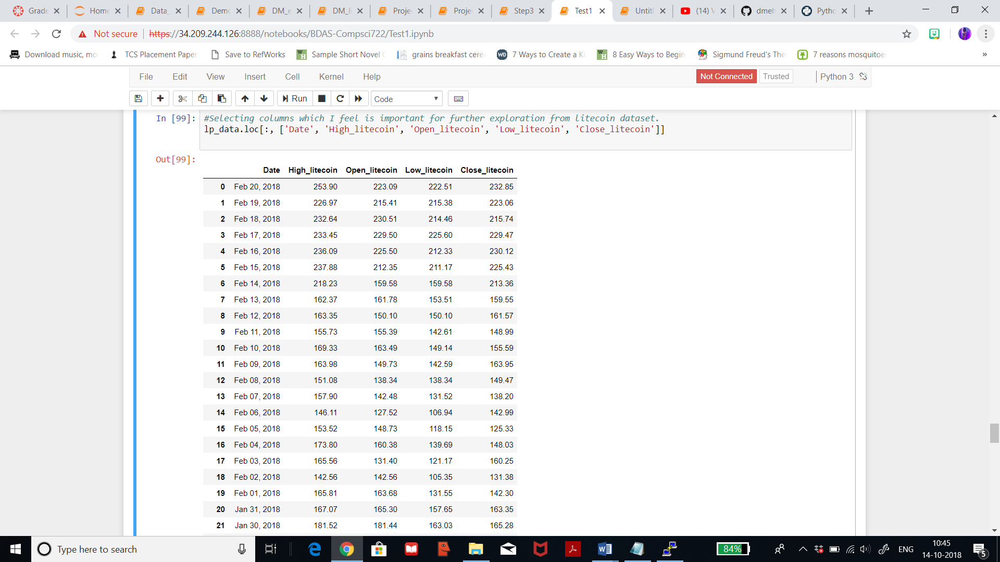 Grade Home Data_ Demo DM_e DM_li Projec Projec Step3 Test1 Untitl (14) V dmeh Pytho
Not secure https://34.209.244.126:8888/notebooks/BDAS-Compsci722/Test1.ipynb
Download music, mo TCS Placement Paper Save to RefWorks Sample Short Novel grains breakfast cerea 7 Ways to Create a Ki 8 Easy Ways to Begin Sigmund Freud's The 7 reasons mosquitoes »
File Edit View Insert Cell Kernel Help Not Connected Trusted Python 3
Run Code
In [99]: #Selecting columns which I feel is important for further exploration from litecoin dataset.
lp_data.loc[:, ['Date', 'High_litecoin', 'Open_litecoin', 'Low_litecoin', 'Close_litecoin']]
Out[99]:
Date High_litecoin Open_litecoin Low_litecoin Close_litecoin
0 Feb 20, 2018 253.90 223.09 222.51 232.85
1 Feb 19, 2018 226.97 215.41 215.38 223.06
2 Feb 18, 2018 232.64 230.51 214.46 215.74
3 Feb 17, 2018 233.45 229.50 225.60 229.47
4 Feb 16, 2018 236.09 225.50 212.33 230.12
5 Feb 15, 2018 237.88 212.35 211.17 225.43
6 Feb 14, 2018 218.23 159.58 159.58 213.36
7 Feb 13, 2018 162.37 161.78 153.51 159.55
8 Feb 12, 2018 163.35 150.10 150.10 161.57
9 Feb 11, 2018 155.73 155.39 142.61 148.99
10 Feb 10, 2018 169.33 163.49 149.14 155.59
11 Feb 09, 2018 163.98 149.73 142.59 163.95
12 Feb 08, 2018 151.08 138.34 138.34 149.47
13 Feb 07, 2018 157.90 142.48 131.52 138.20
14 Feb 06, 2018 146.11 127.52 106.94 142.99
15 Feb 05, 2018 153.52 148.73 118.15 125.33
16 Feb 04, 2018 173.80 160.38 139.69 148.03
17 Feb 03, 2018 165.56 131.40 121.17 160.25
18 Feb 02, 2018 142.56 142.56 105.35 131.38
19 Feb 01, 2018 165.81 163.68 131.55 142.30
20 Jan 31, 2018 167.07 165.30 157.65 163.35
21 Jan 30, 2018 181.52 181.44 163.03 165.28
Type here to search 84% ENG 10:45
14-10-2018 5